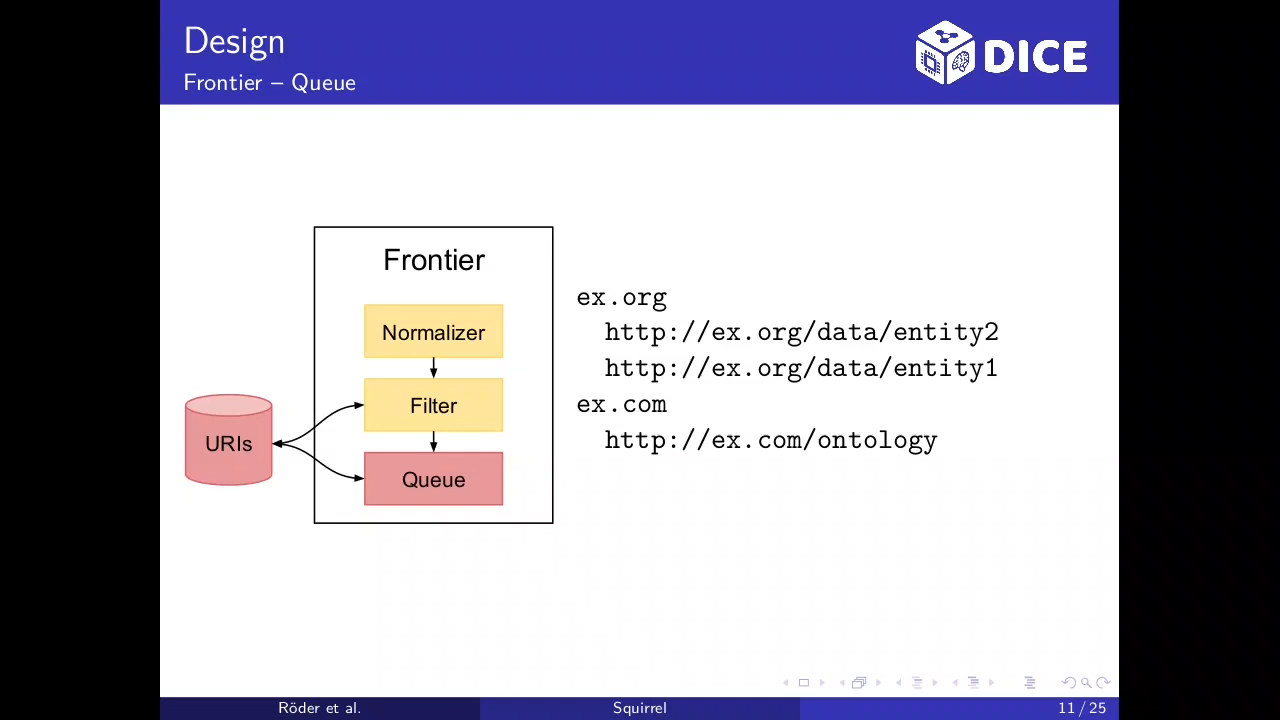 Design
Frontier – Queue
DICE
Frontier
Normalizer
Filter
Queue
URIs
ex.org
http://ex.org/data/entity2
http://ex.org/data/entity1
ex.com
http://ex.com/ontology
Röder et al.
Squirrel
11 / 25